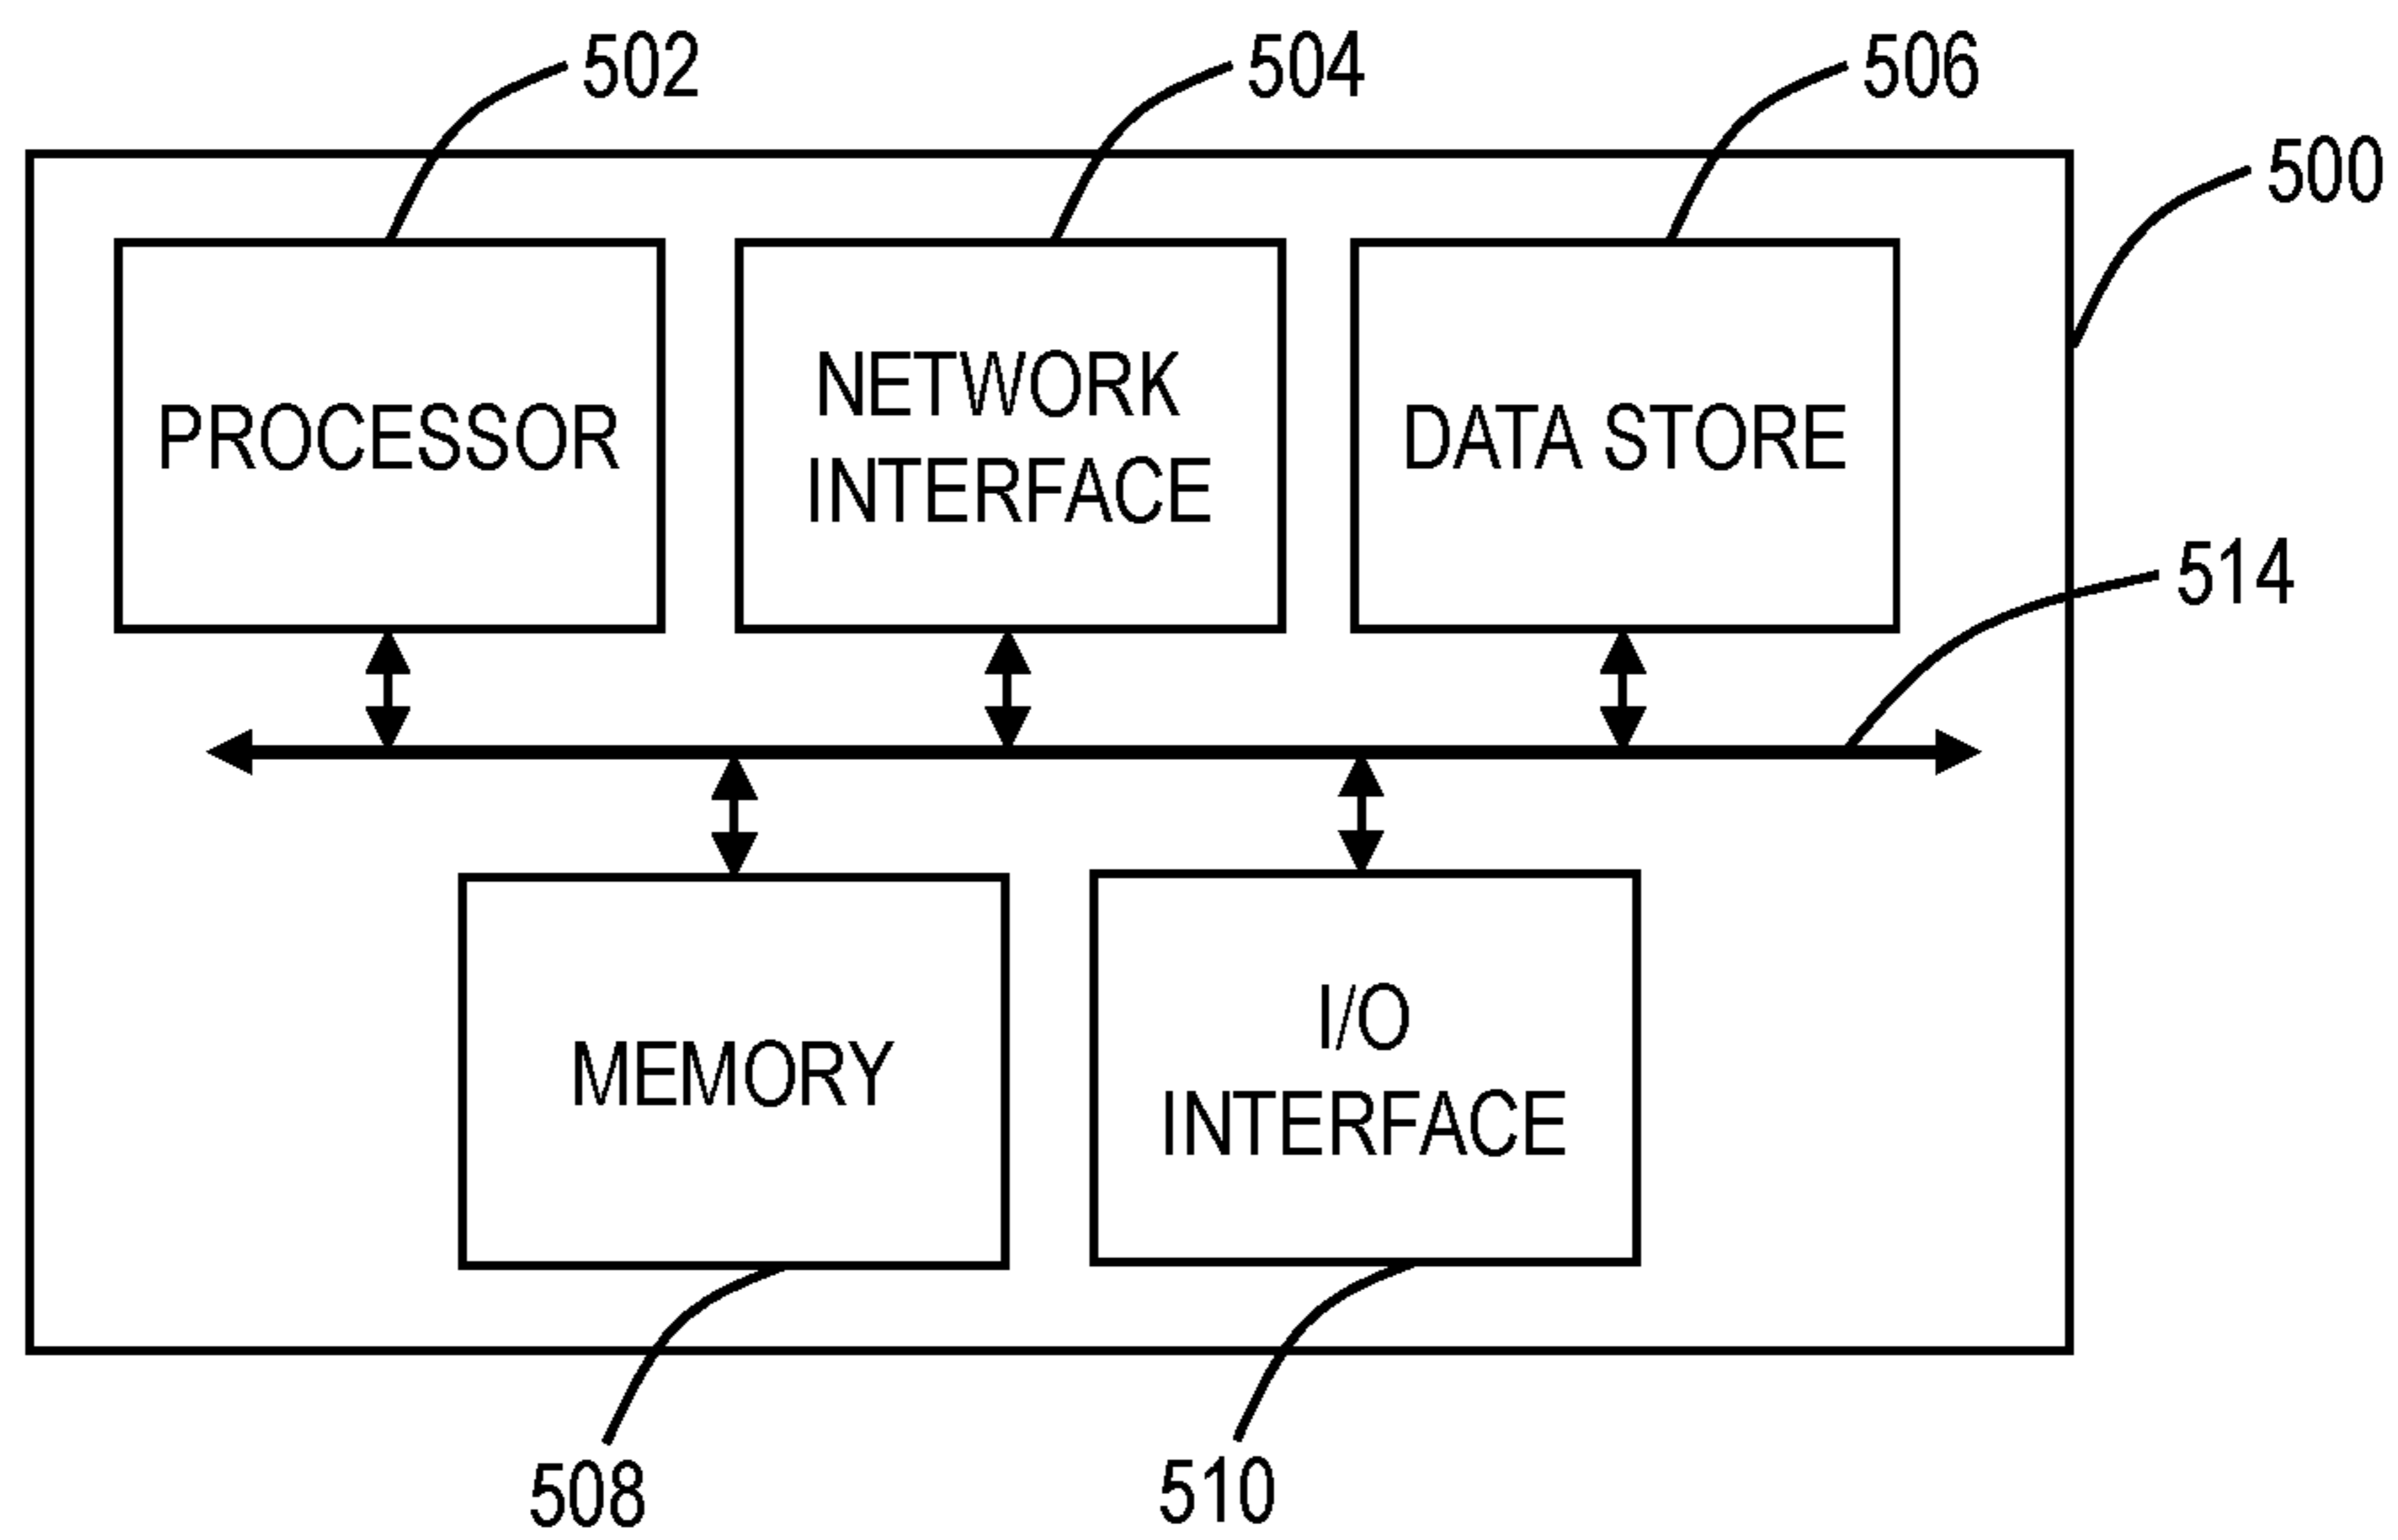 502
504
506
500
PROCESSOR
NETWORK
INTERFACE
DATA STORE
514
MEMORY
I/O
INTERFACE
508
510